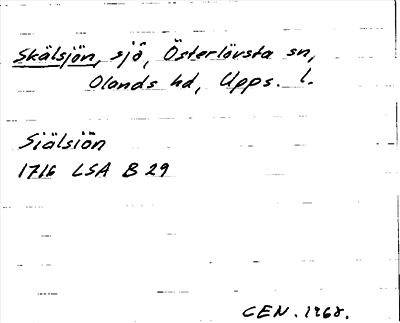 Skälsjön, sjö, Österlövsta sn,
Olands hd, Upps. l.
Siälsiön
1716 LSA B 29
CEN. 1968.